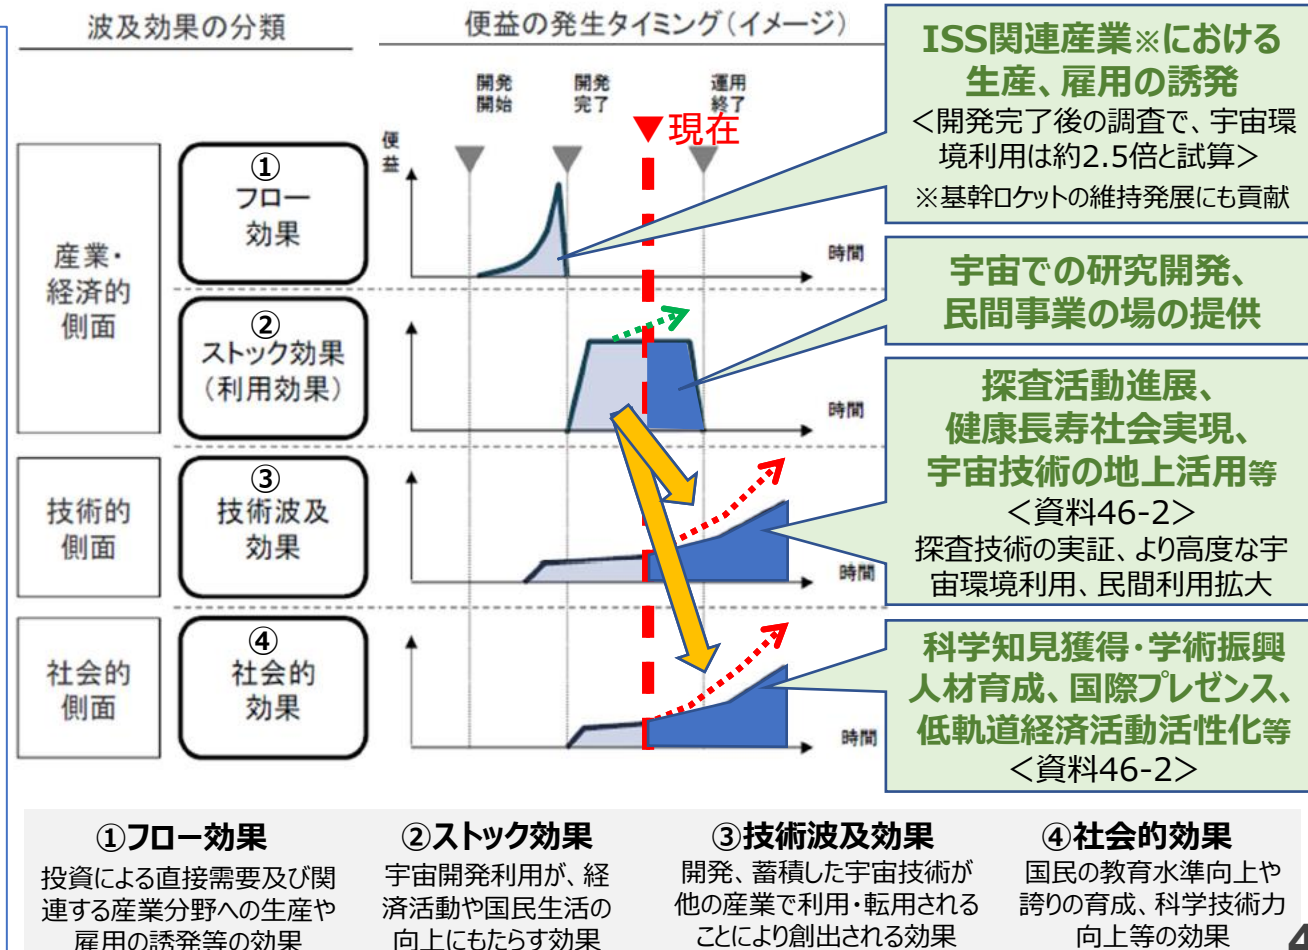 波及効果の分類
便益の発生タイミング(イメージ)
開発
開始
開発
完了
運用
終了
現在
便
益
産業・
経済的
側面
①
フロー
効果
時間
②
ストック効果
(利用効果)
時間
技術的
側面
③
技術波及
効果
時間
社会的
側面
④
社会的
効果
時間
ISS関連産業※における
生産、雇用の誘発
<開発完了後の調査で、宇宙環
境利用は約2.5倍と試算>
※基幹ロケットの維持発展にも貢献
宇宙での研究開発、
民間事業の場の提供
探査活動進展、
健康長寿社会実現、
宇宙技術の地上活用等
<資料46-2>
探査技術の実証、より高度な宇
宙環境利用、民間利用拡大
科学知見獲得・学術振興
人材育成、国際プレゼンス、
低軌道経済活動活性化等
<資料46-2>
①フロー効果
投資による直接需要及び関
連する産業分野への生産や
雇用の誘発等の効果
②ストック効果
宇宙開発利用が、経
済活動や国民生活の
向上にもたらす効果
③技術波及効果
開発、蓄積した宇宙技術が
他の産業で利用・転用される
ことにより創出される効果
④社会的効果
国民の教育水準向上や
誇りの育成、科学技術力
向上等の効果